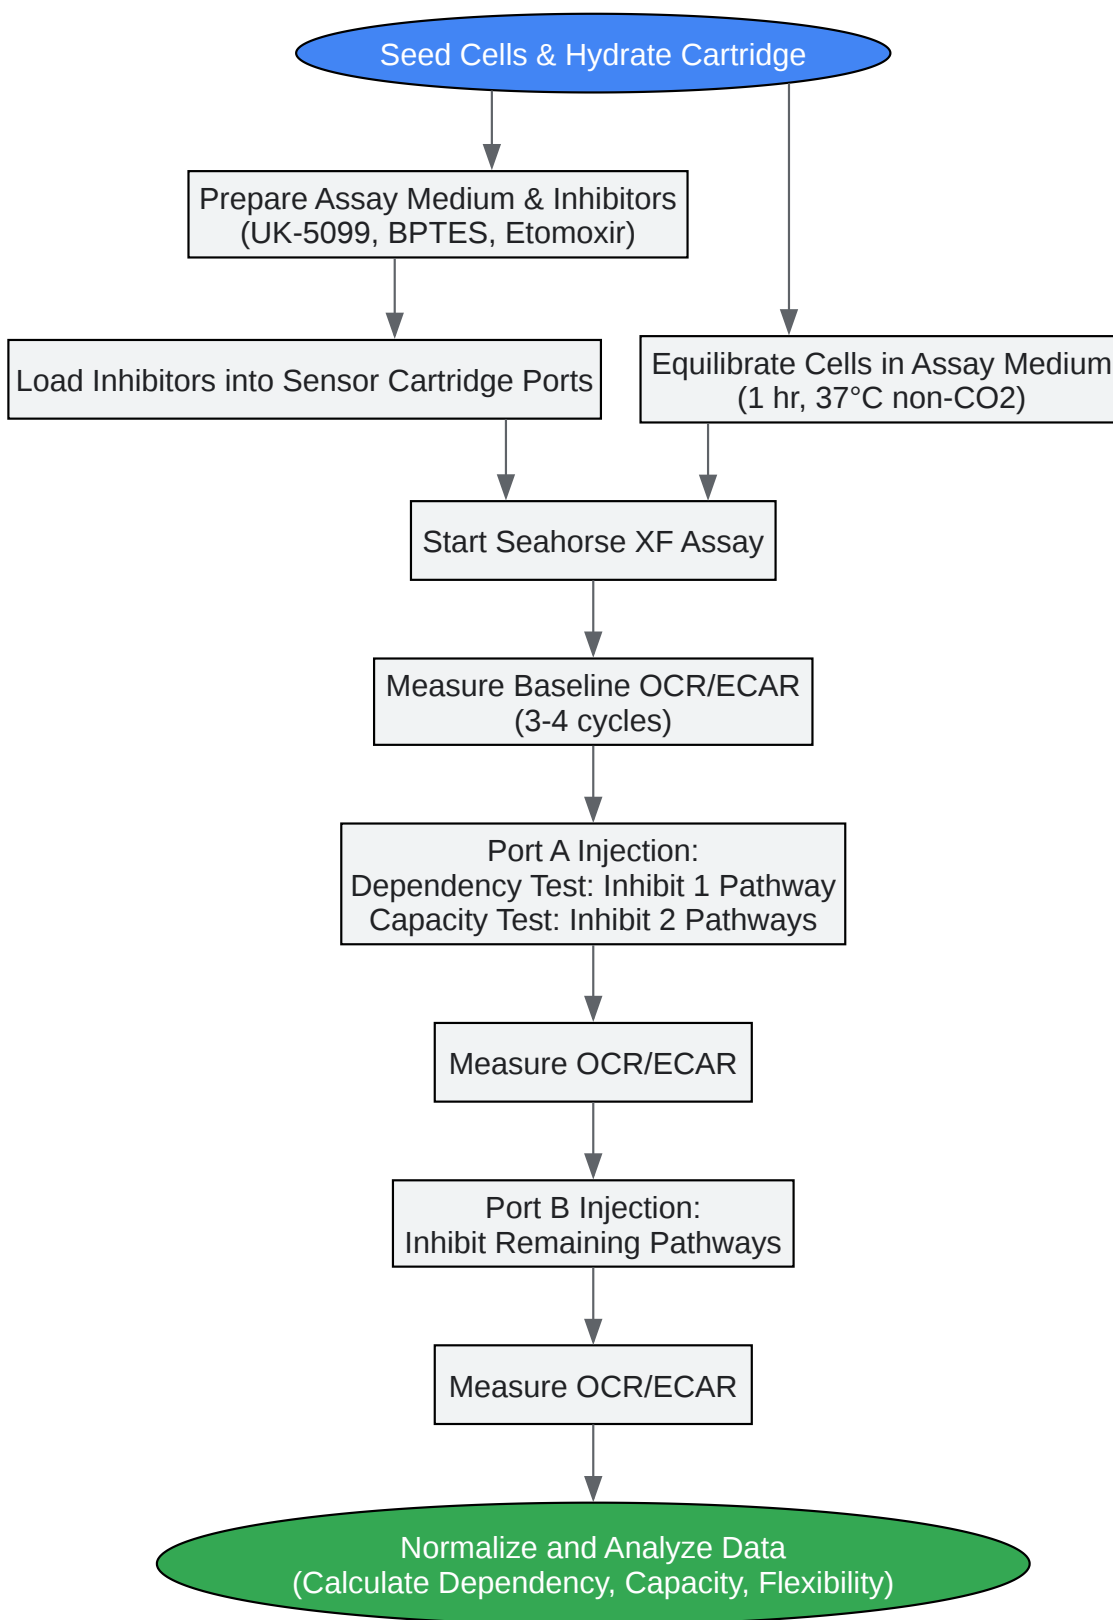 Seed Cells & Hydrate Cartridge
Prepare Assay Medium & Inhibitors
(UK-5099, BPTES, Etomoxir)
Load Inhibitors into Sensor Cartridge Ports
Equilibrate Cells in Assay Medium
(1 hr, 37°C non-CO2)
Start Seahorse XF Assay
Measure Baseline OCR/ECAR
(3-4 cycles)
Port A Injection:
Dependency Test: Inhibit 1 Pathway
Capacity Test: Inhibit 2 Pathways
Measure OCR/ECAR
Port B Injection:
Inhibit Remaining Pathways
Measure OCR/ECAR
Normalize and Analyze Data
(Calculate Dependency, Capacity, Flexibility)